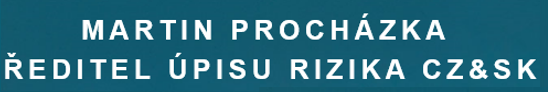 MARTIN PROCHÁZKA
ŘEDITEL ÚPISU RIZIKA CZ&SK